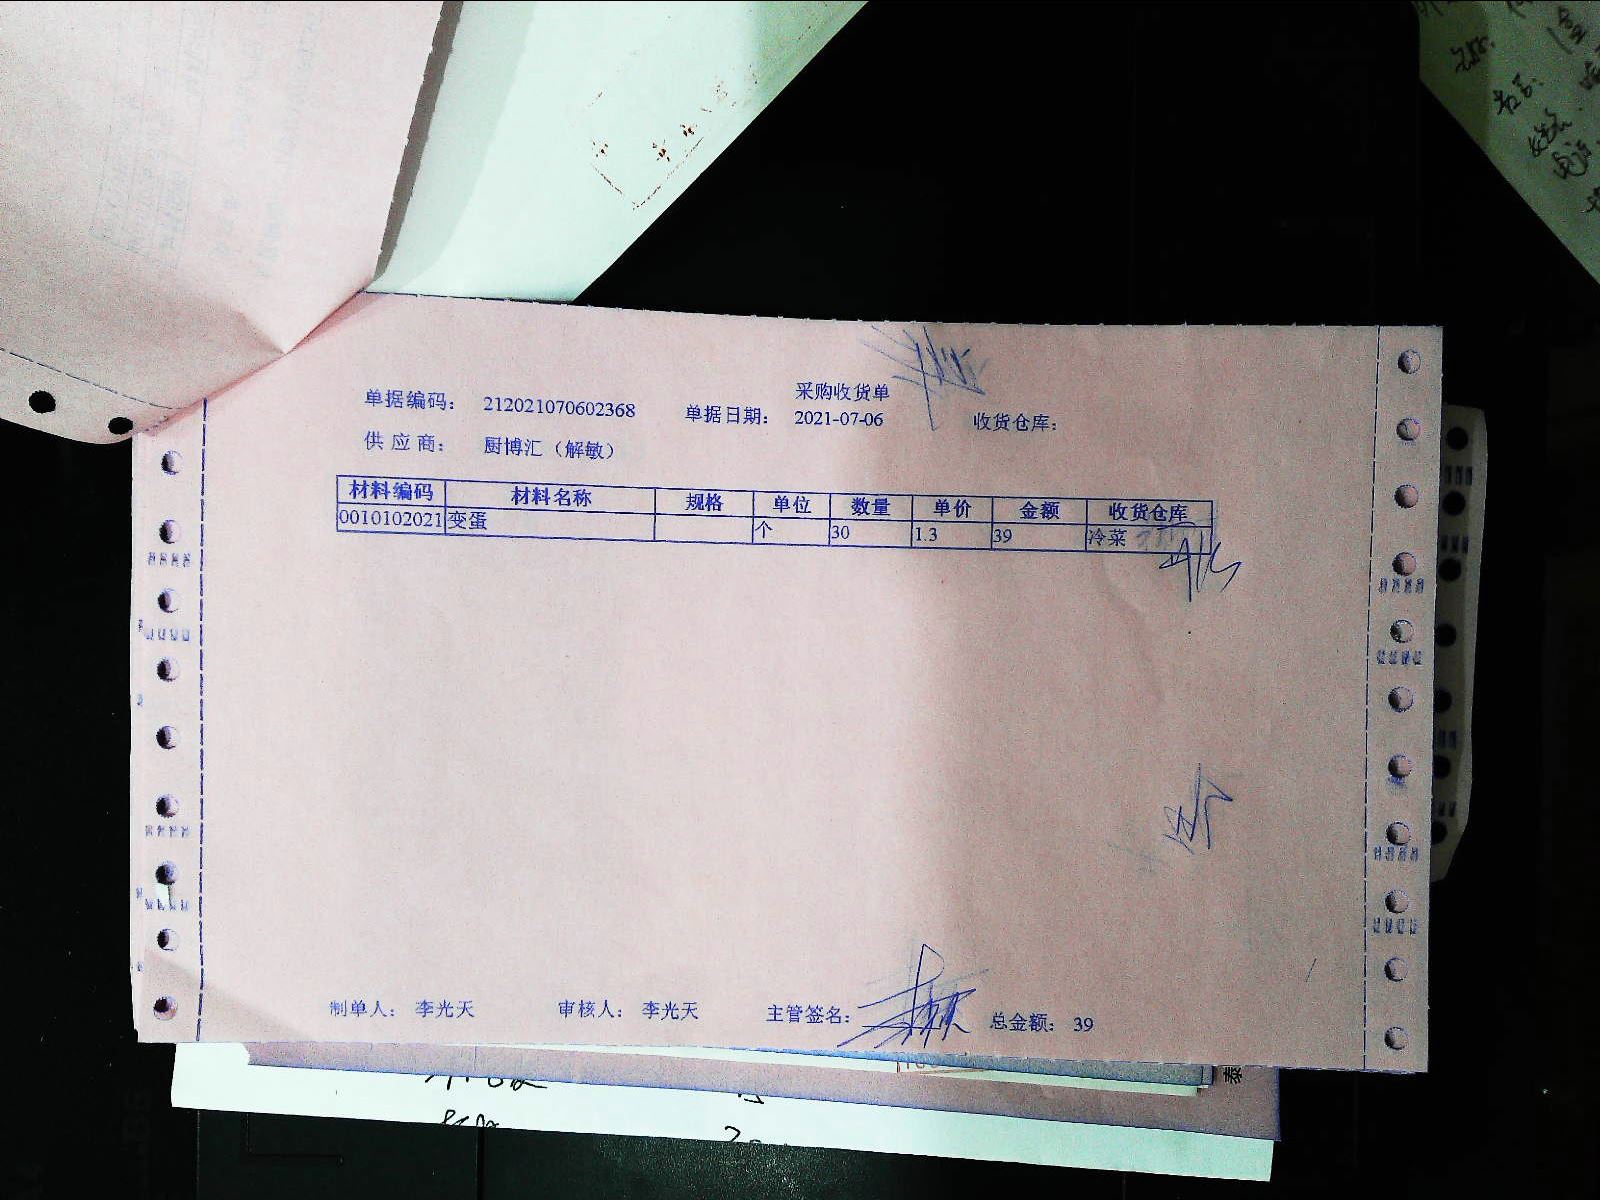 采购收货单
单据编码： 212021070602368 单据日期： 2021-07-06 收货仓库：
供 应 商： 厨博汇（解敏）
材料编码 材料名称 规格 单位 数量 单价 金额 收货仓库
0010102021 变蛋 个 30 1.3 39 冷菜
制单人： 李光天 审核人： 李光天 主管签名： 总金额： 39
泰